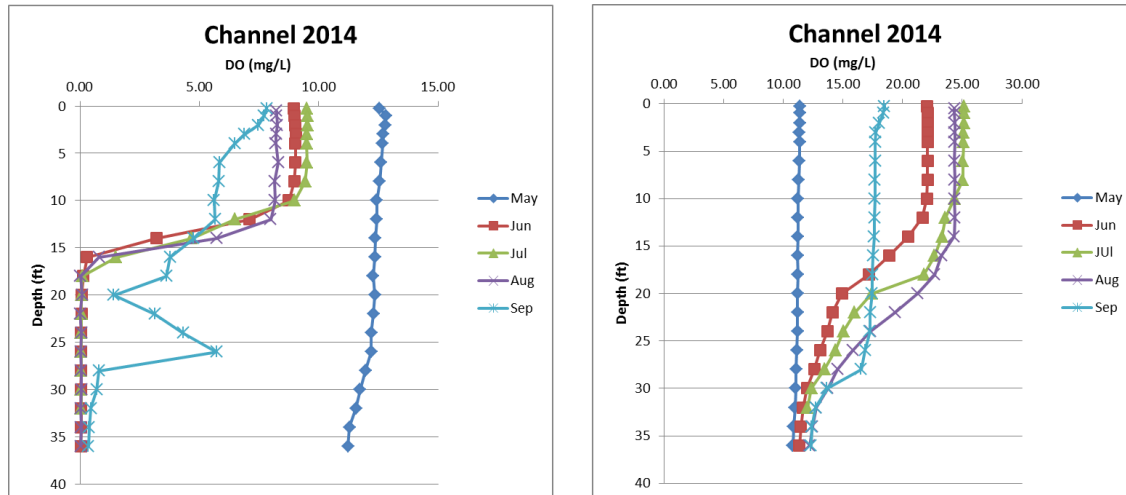 Channel 2014
DO (mg/L)
0.00 5.00 10.00 15.00
0
5
10
15
20
25
30
35
40
Depth (ft)
May
Jun
Jul
Aug
Sep
Channel 2014
DO (mg/L)
0.00 5.00 10.00 15.00 20.00 25.00 30.00
0
5
10
15
20
25
30
35
40
Depth (ft)
May
Jun
JUl
Aug
Sep